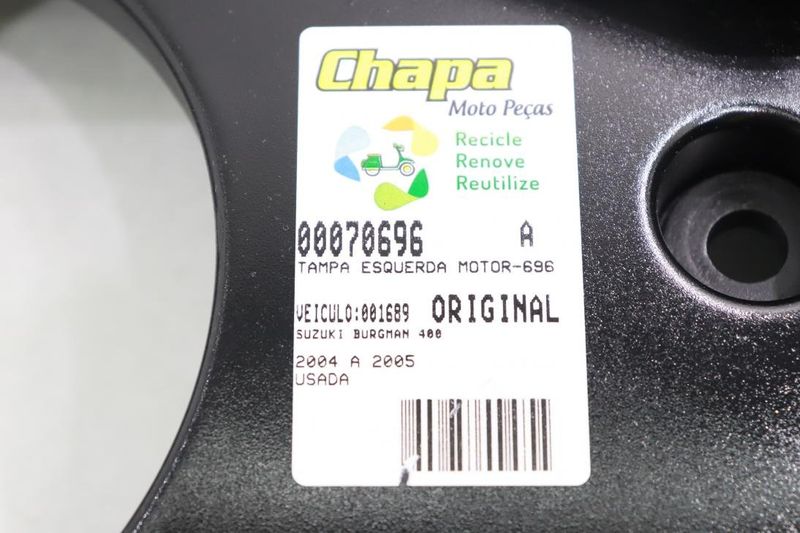 Chapa
Moto Peças
Recicle
Renove
Reutilize
00070696 A
TAMPA ESQUERDA MOTOR-696
VEICULO:001689 ORIGINAL
SUZUKI BURGMAN 400
2004 A 2005
USADA